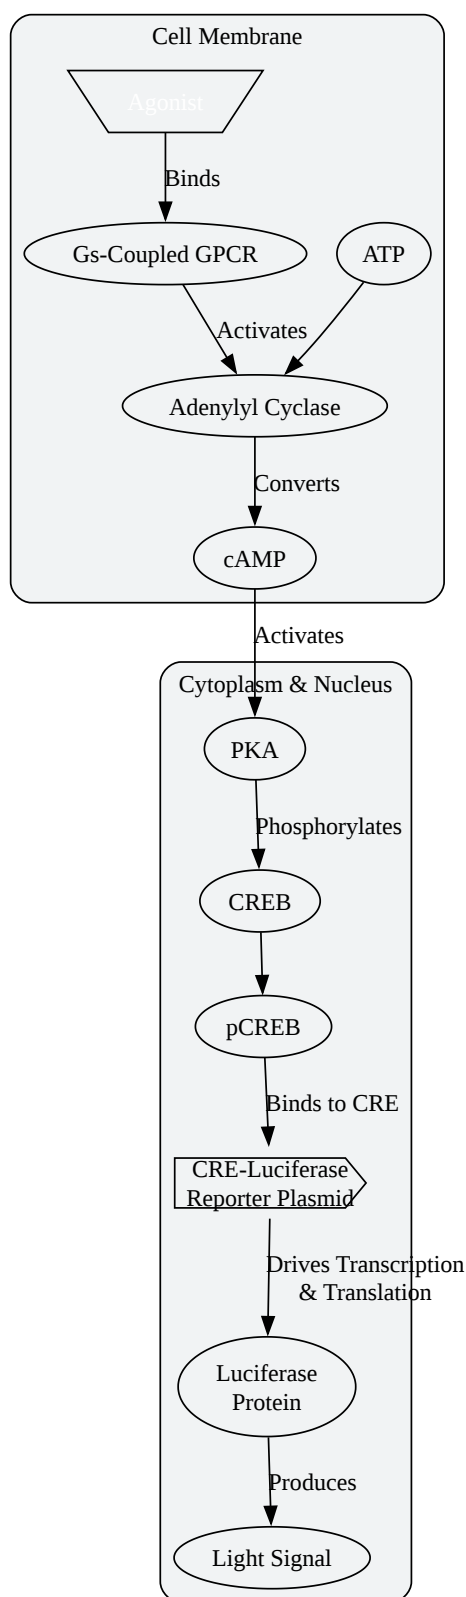 Cell Membrane
Agonist
Binds
Gs-Coupled GPCR
ATP
Activates
Adenylyl Cyclase
Converts
cAMP
Activates
Cytoplasm & Nucleus
PKA
Phosphorylates
CREB
pCREB
Binds to CRE
CRE-Luciferase
Reporter Plasmid
Drives Transcription
& Translation
Luciferase
Protein
Produces
Light Signal